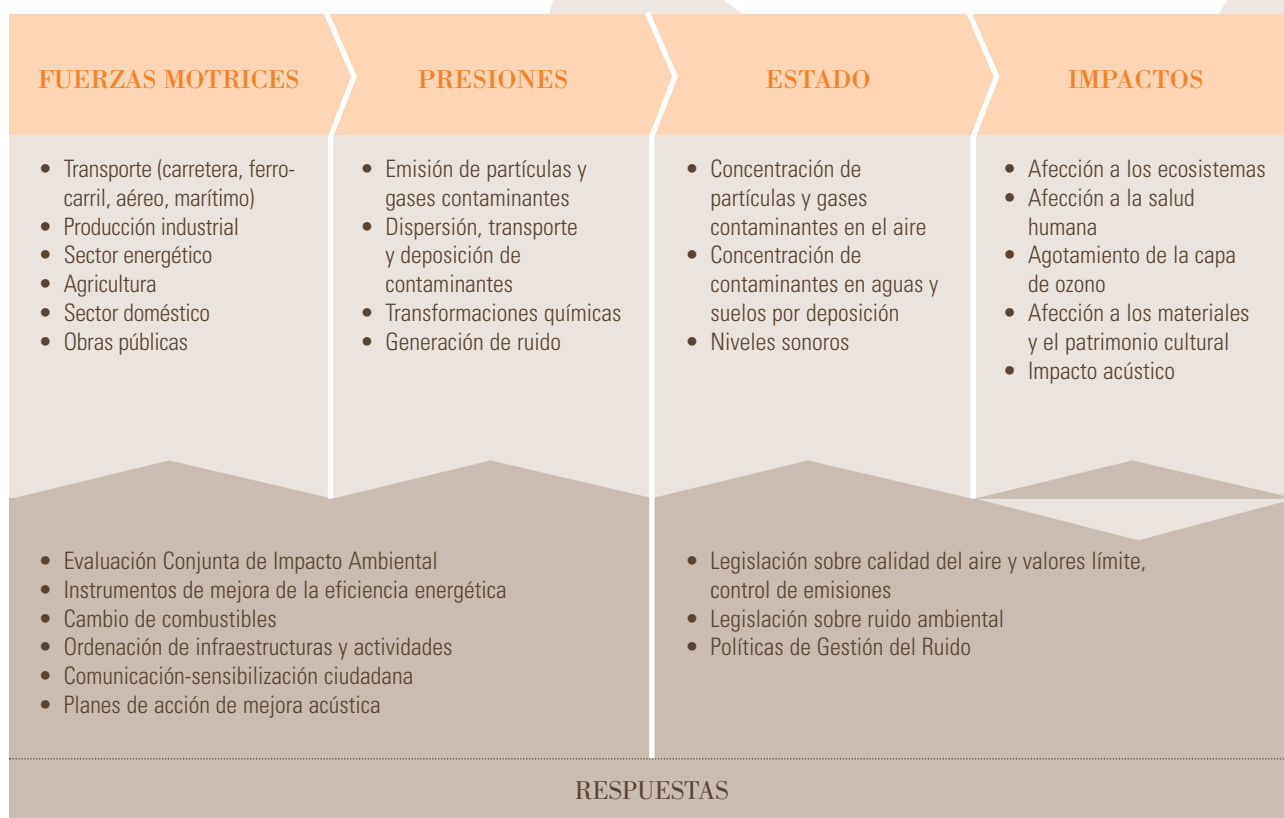 FUERZAS MOTRICES
• Transporte (carretera, ferro-
carril, aéreo, marítimo)
• Producción industrial
• Sector energético
• Agricultura
• Sector doméstico
• Obras públicas
PRESIONES
• Emisión de partículas y
gases contaminantes
• Dispersión, transporte
y deposición de
contaminantes
• Transformaciones químicas
• Generación de ruido
ESTADO
• Concentración de
partículas y gases
contaminantes en el aire
• Concentración de
contaminantes en aguas y
suelos por deposición
• Niveles sonoros
IMPACTOS
• Afección a los ecosistemas
• Afección a la salud
humana
• Agotamiento de la capa
de ozono
• Afección a los materiales
y el patrimonio cultural
• Impacto acústico
• Evaluación Conjunta de Impacto Ambiental
• Instrumentos de mejora de la eficiencia energética
• Cambio de combustibles
• Ordenación de infraestructuras y actividades
• Comunicación-sensibilización ciudadana
• Planes de acción de mejora acústica
• Legislación sobre calidad del aire y valores límite,
control de emisiones
• Legislación sobre ruido ambiental
• Políticas de Gestión del Ruido
RESPUESTAS